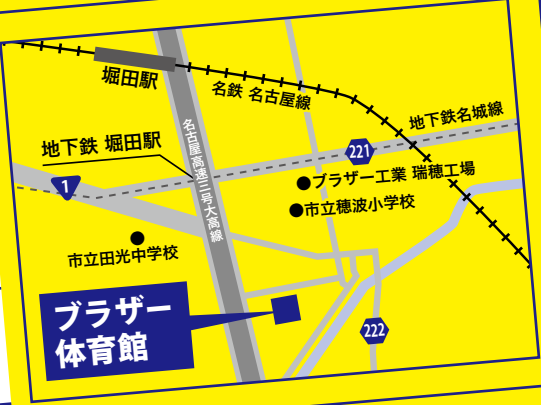 堀田駅
名鉄 名古屋線
地下鉄名城線
地下鉄 堀田駅
名古屋高速三号大高線
221
1
ブラザー工業 瑞穂工場
市立穂波小学校
市立田光中学校
ブラザー
体育館
222